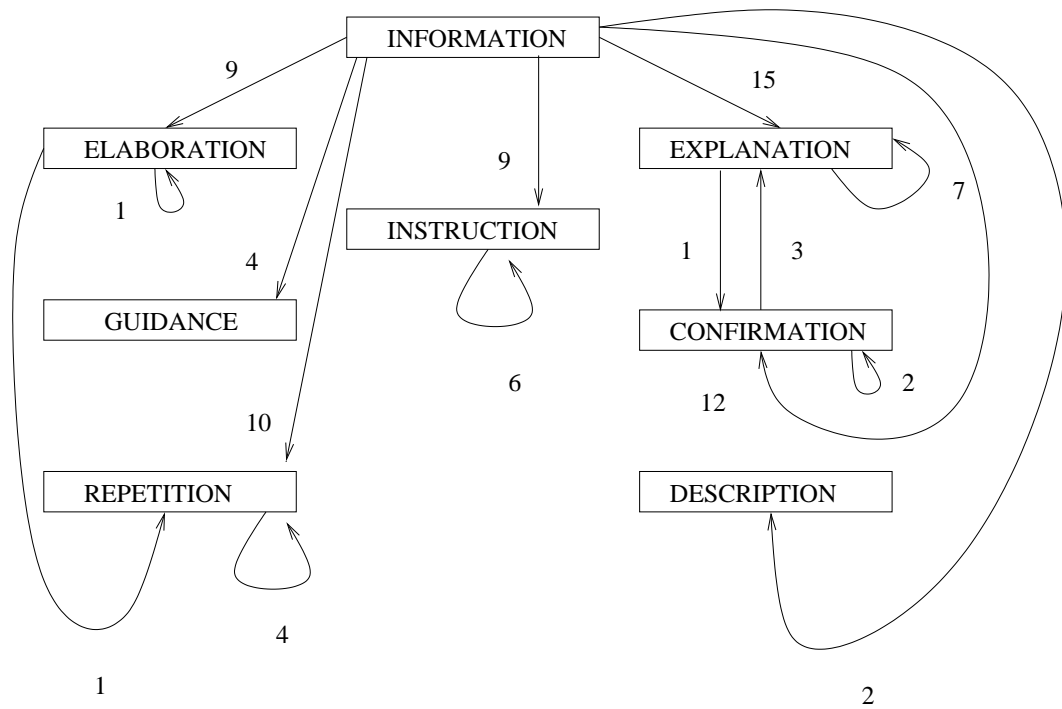 INFORMATION
9
15
ELABORATION
EXPLANATION
9
1
7
INSTRUCTION
4
1
3
GUIDANCE
CONFIRMATION
6
2
12
10
REPETITION
DESCRIPTION
4
1
2